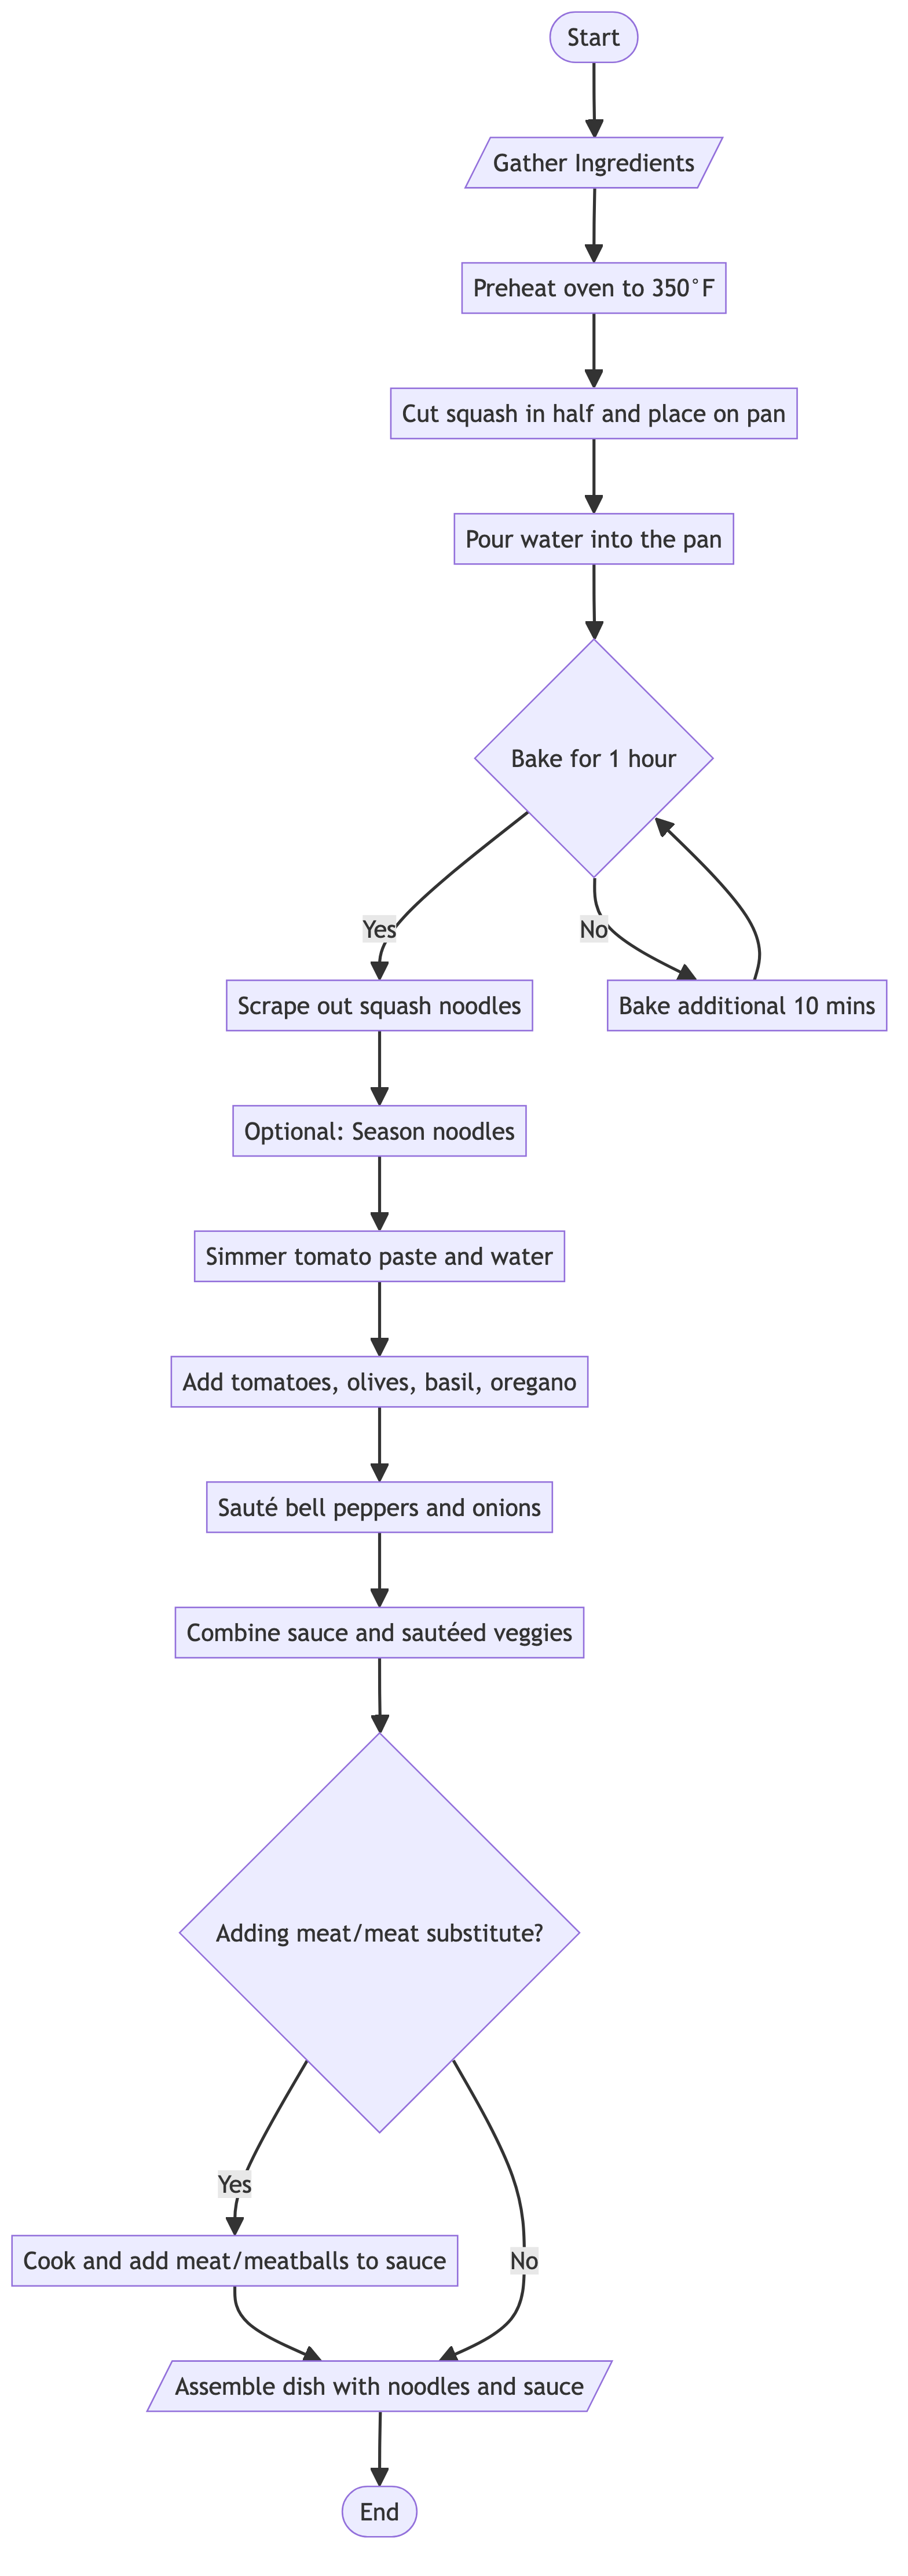 Start
Gather Ingredients
Preheat oven to 350°F
Cut squash in half and place on pan
Pour water into the pan
Bake for 1 hour
Yes
No
Scrape out squash noodles
Bake additional 10 mins
Optional: Season noodles
Simmer tomato paste and water
Add tomatoes, olives, basil, oregano
Sauté bell peppers and onions
Combine sauce and sautéed veggies
Adding meat/meat substitute?
Yes
Cook and add meat/meatballs to sauce
No
Assemble dish with noodles and sauce
End